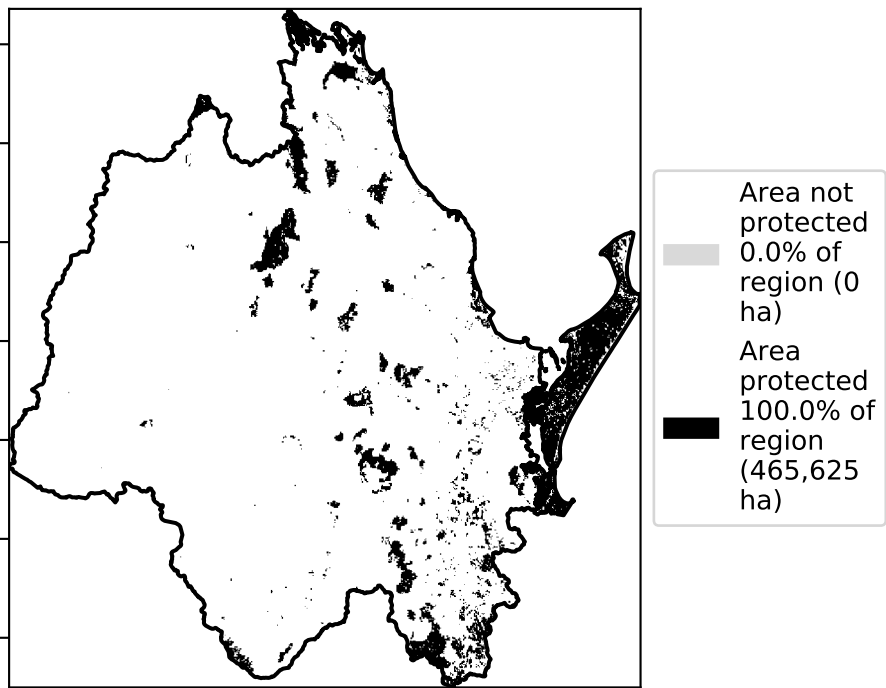 Area not
protected
0.0% of
region (0
ha)
Area
protected
100.0% of
region
(465,625
ha)